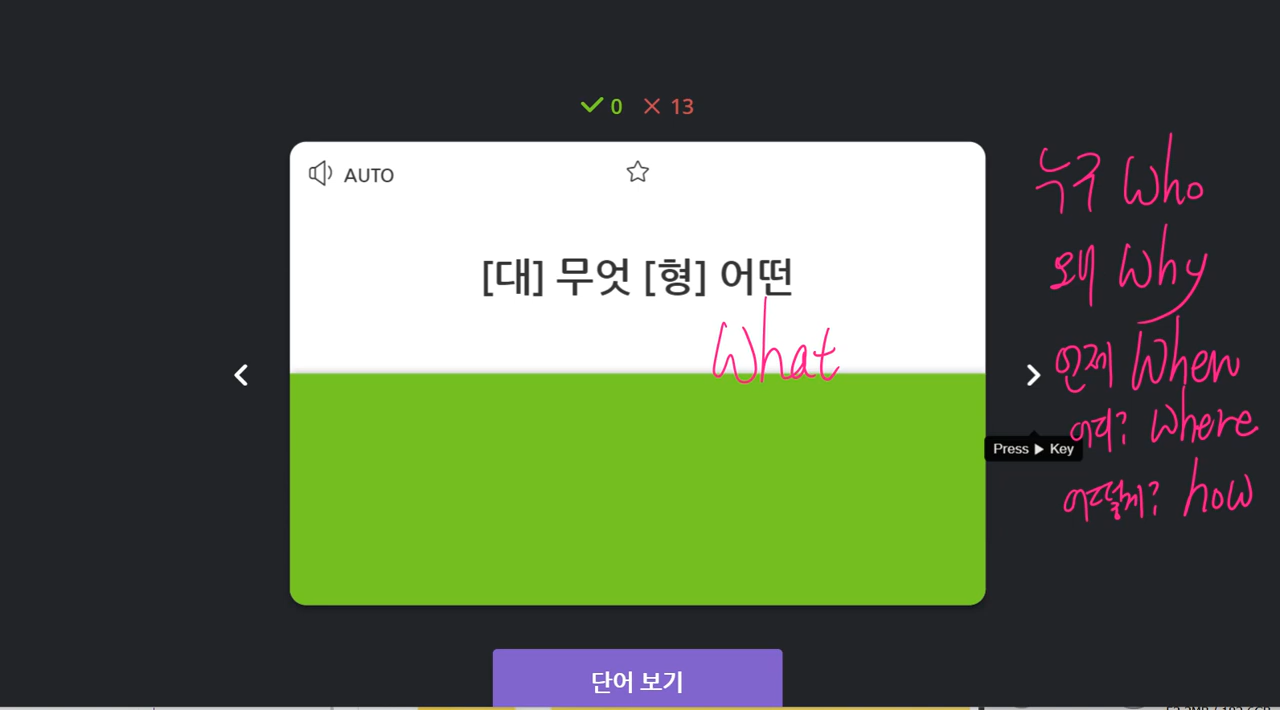 0 13
AUTO
[대] 무엇 [형] 어떤
What
누구 Who
왜 Why
언제 When
어디? Where
Press Key
어떻게? how
단어 보기